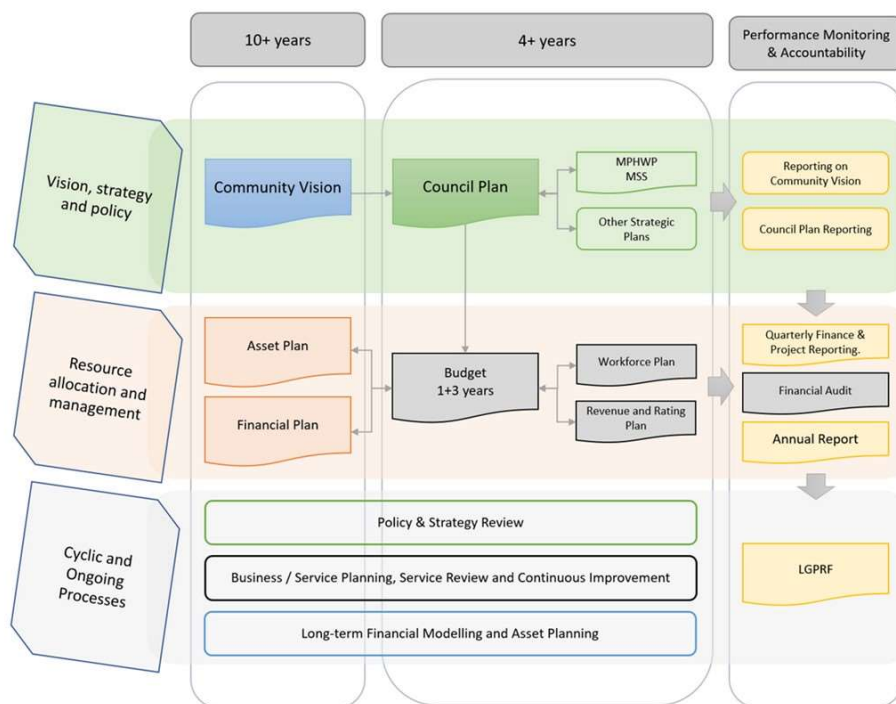 10+ years
4+ years
Performance Monitoring
& Accountability
Vision, strategy
and policy
Community Vision
Council Plan
MPHWP
MSS
Other Strategic
Plans
Reporting on
Community Vision
Council Plan Reporting
Resource
allocation and
management
Asset Plan
Financial Plan
Budget
1+3 years
Workforce Plan
Revenue and Rating
Plan
Quarterly Finance &
Project Reporting.
Financial Audit
Annual Report
Cyclic and
Ongoing
Processes
Policy & Strategy Review
Business / Service Planning, Service Review and Continuous Improvement
Long-term Financial Modelling and Asset Planning
LGPRF